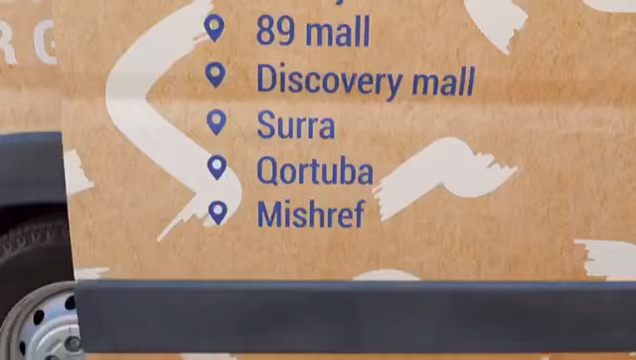 R G
89 mall
Discovery mall
Surra
Qortuba
Mishref